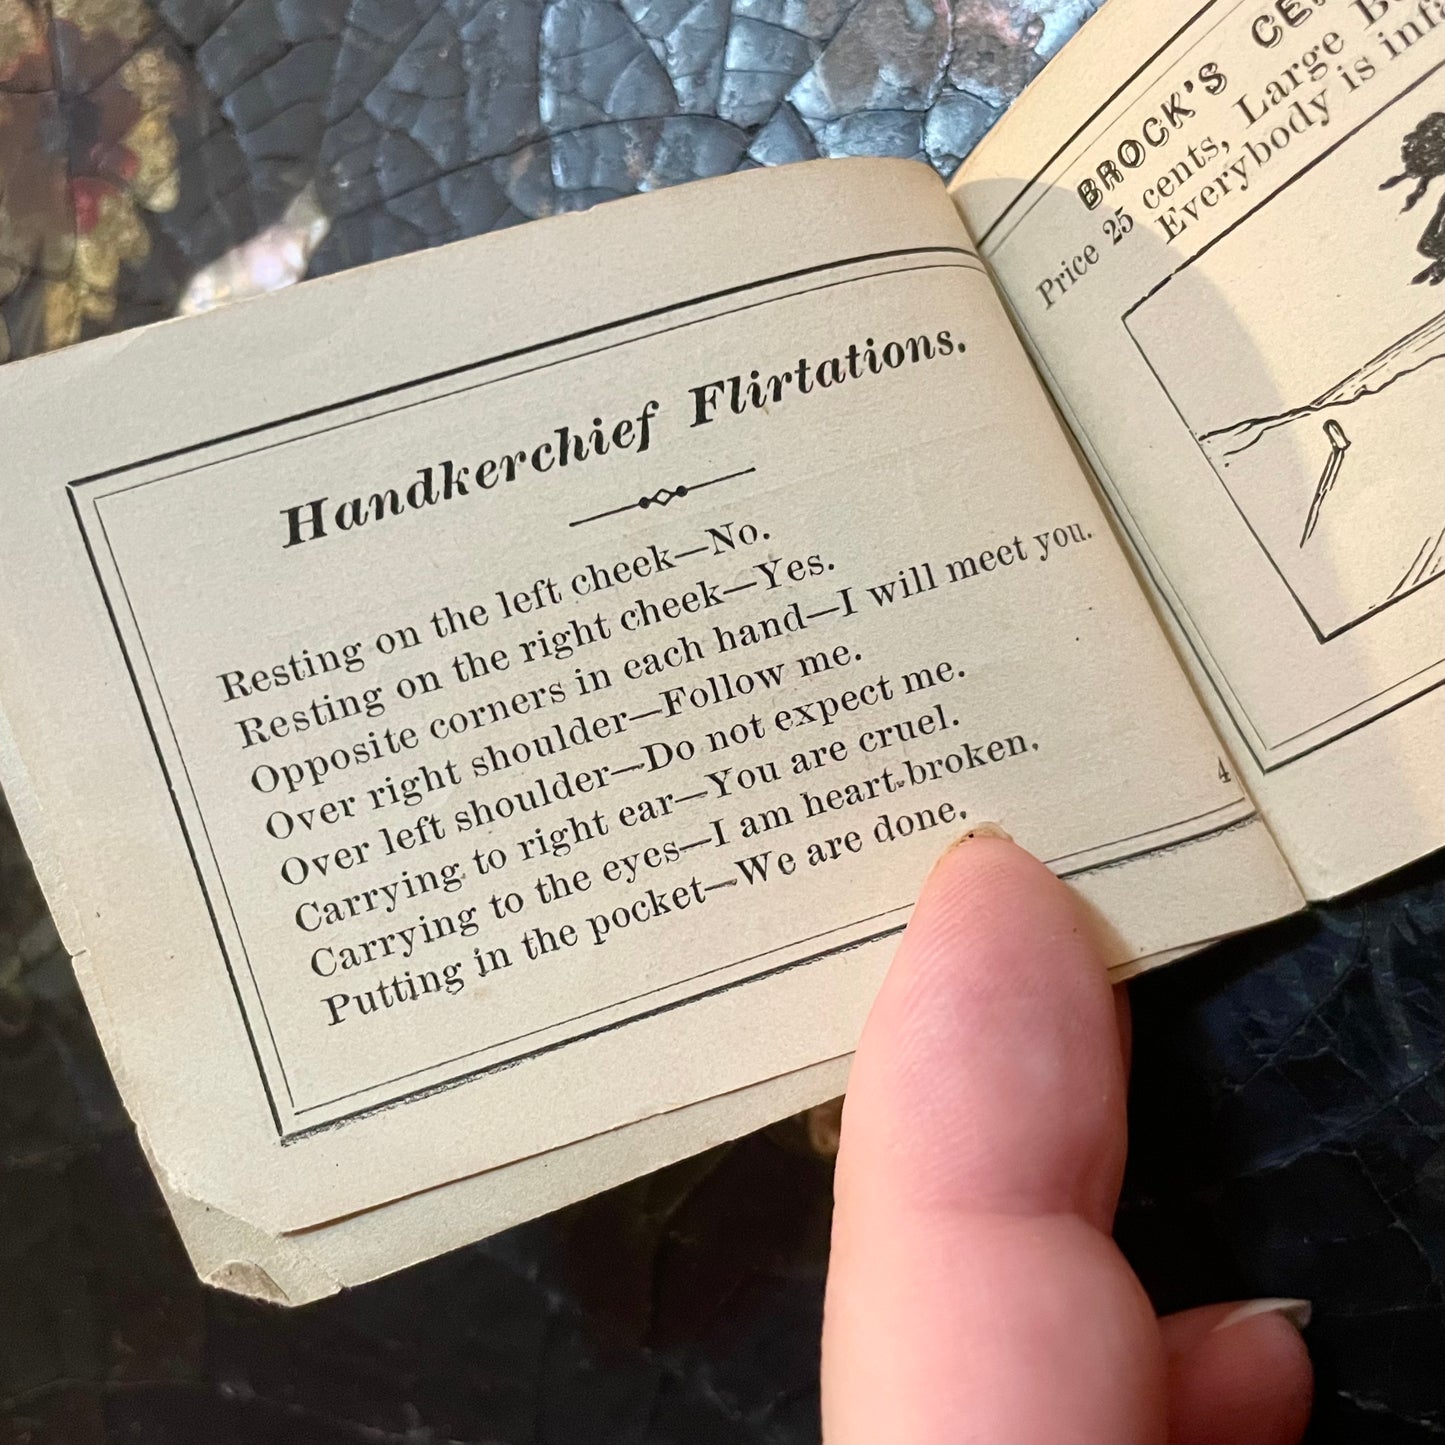 Handkerchief Flirtations.
Resting on the left cheek—No.
Resting on the right cheek—Yes.
Opposite corners in each hand—I will meet you.
Over right shoulder—Follow me.
Over left shoulder—Do not expect me.
Carrying to right ear—You are cruel.
Carrying to the eyes—I am heart-broken.
Putting in the pocket—We are done.
4
BROCK'S
Price 25 cents, Large
Everybody is